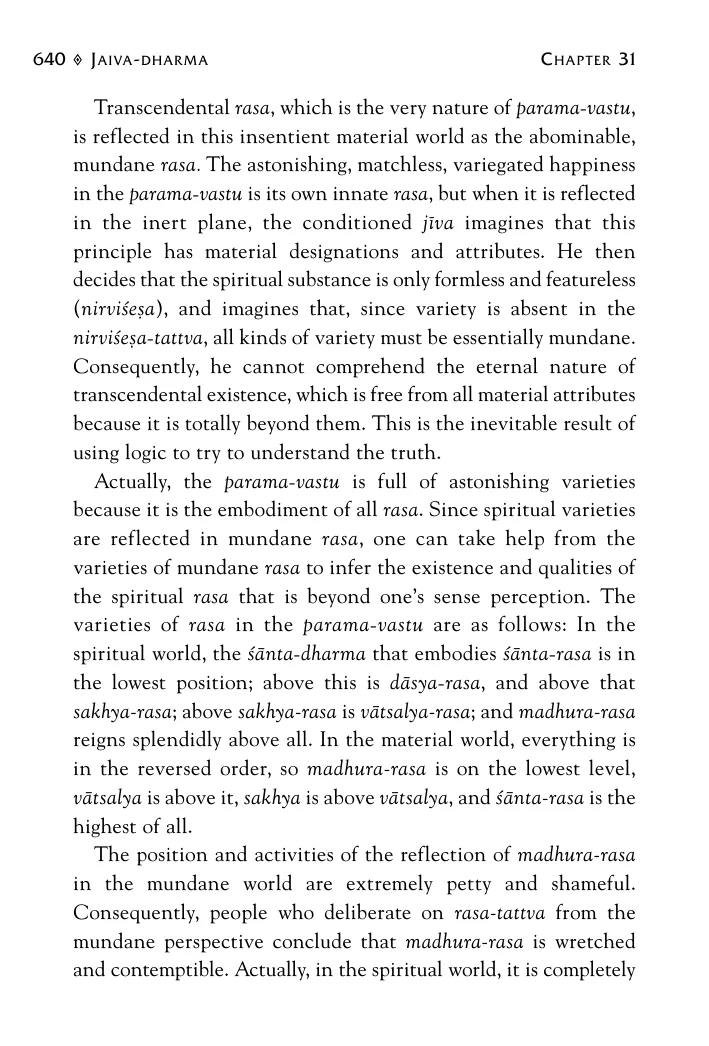 640 ⟡ JAIVA-DHARMA CHAPTER 31
Transcendental rasa, which is the very nature of parama-vastu,
is reflected in this insentient material world as the abominable,
mundane rasa. The astonishing, matchless, variegated happiness
in the parama-vastu is its own innate rasa, but when it is reflected
in the inert plane, the conditioned jīva imagines that this
principle has material designations and attributes. He then
decides that the spiritual substance is only formless and featureless
(nirviśeṣa), and imagines that, since variety is absent in the
nirviśeṣa-tattva, all kinds of variety must be essentially mundane.
Consequently, he cannot comprehend the eternal nature of
transcendental existence, which is free from all material attributes
because it is totally beyond them. This is the inevitable result of
using logic to try to understand the truth.
Actually, the parama-vastu is full of astonishing varieties
because it is the embodiment of all rasa. Since spiritual varieties
are reflected in mundane rasa, one can take help from the
varieties of mundane rasa to infer the existence and qualities of
the spiritual rasa that is beyond one's sense perception. The
varieties of rasa in the parama-vastu are as follows: In the
spiritual world, the śānta-dharma that embodies śānta-rasa is in
the lowest position; above this is dāsya-rasa, and above that
sakhya-rasa; above sakhya-rasa is vātsalya-rasa; and madhura-rasa
reigns splendidly above all. In the material world, everything is
in the reversed order, so madhura-rasa is on the lowest level,
vātsalya is above it, sakhya is above vātsalya, and śānta-rasa is the
highest of all.
The position and activities of the reflection of madhura-rasa
in the mundane world are extremely petty and shameful.
Consequently, people who deliberate on rasa-tattva from the
mundane perspective conclude that madhura-rasa is wretched
and contemptible. Actually, in the spiritual world, it is completely